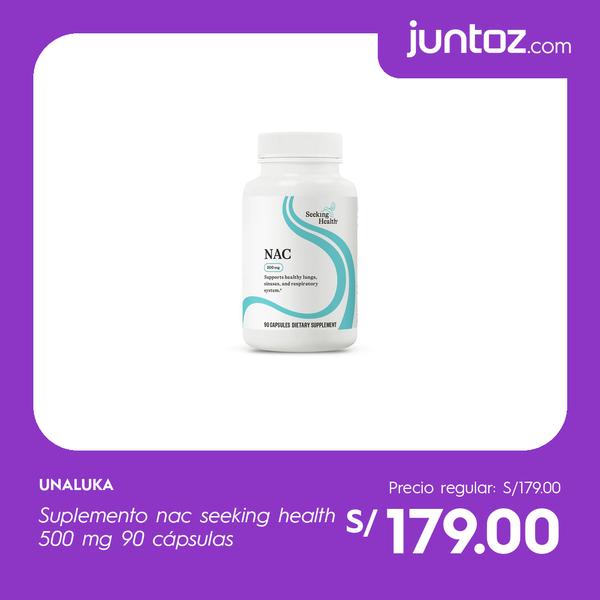 juntoz.com
Seeking
Health
NAC
500 mg
Supports healthy lungs,
sinuses, and respiratory
system.*
90 CAPSULES DIETARY SUPPLEMENT
UNALUKA
Suplemento nac seeking health
500 mg 90 cápsulas
Precio regular: S/179.00
S/ 179.00